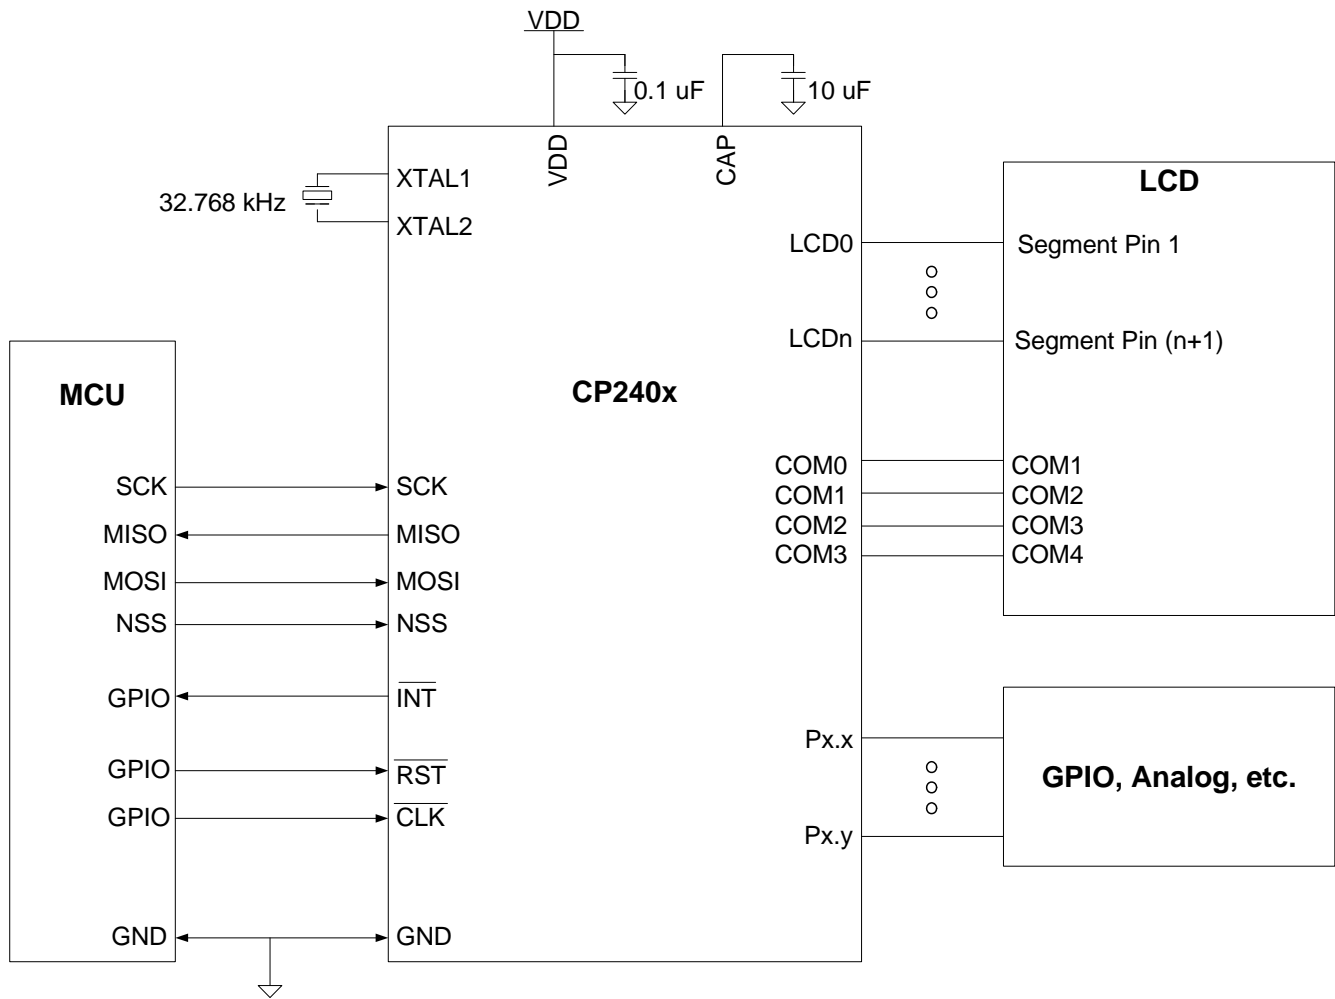 VDD
0.1 uF
10 uF
VDD
CAP
XTAL1
32.768 kHz
XTAL2
LCD
LCD0
Segment Pin 1
LCDn
Segment Pin (n+1)
MCU
CP240x
COM0
COM1
COM1
COM2
COM2
COM3
COM3
COM4
SCK
SCK
MISO
MISO
MOSI
MOSI
NSS
NSS
GPIO
INT
GPIO
RST
GPIO
CLK
Px.x
GPIO, Analog, etc.
Px.y
GND
GND